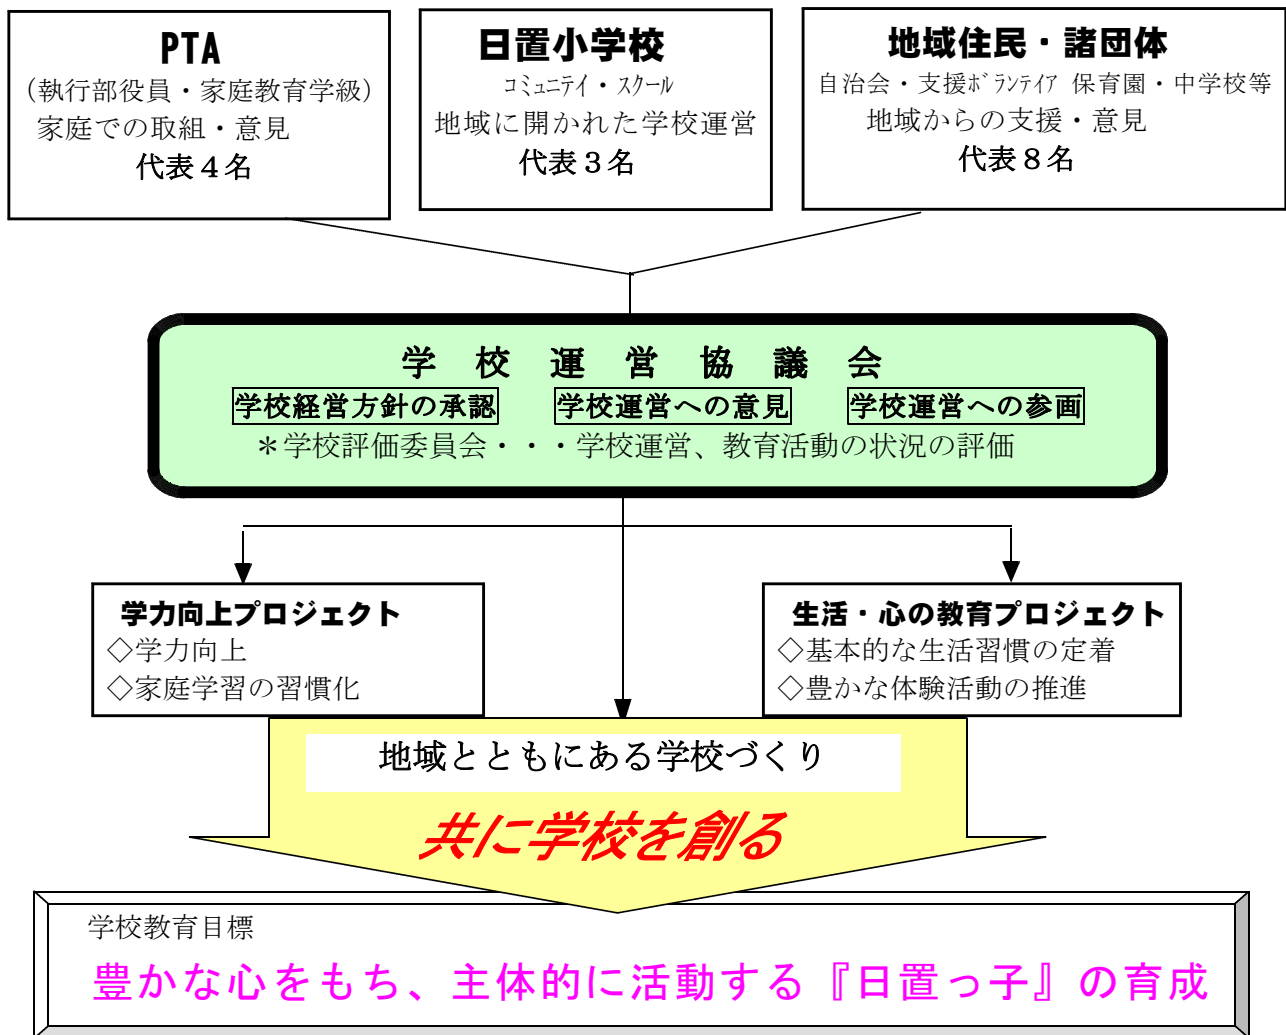 PTA
(執行部役員・家庭教育学級)
家庭での取組・意見
代表4名
日置小学校
コミュニテイ・スクール
地域に開かれた学校運営
代表3名
地域住民・諸団体
自治会・支援ボランテイア 保育園・中学校等
地域からの支援・意見
代表8名
学校運営協議会
学校経営方針の承認 学校運営への意見 学校運営への参画
*学校評価委員会・・・学校運営、教育活動の状況の評価
学力向上プロジェクト
◇学力向上
◇家庭学習の習慣化
生活・心の教育プロジェクト
◇基本的な生活習慣の定着
◇豊かな体験活動の推進
地域とともにある学校づくり
共に学校を創る
学校教育目標
豊かな心をもち、主体的に活動する『日置っ子』の育成